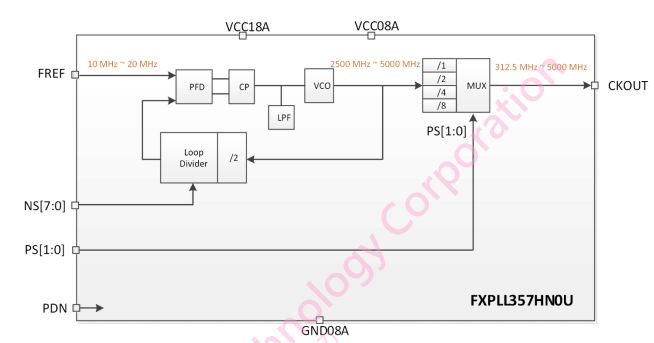 VCC18A
VCC08A
FREF
10 MHz ~ 20 MHz
PFD
CP
LPF
VCO
2500 MHz ~ 5000 MHz
/1
/2
/4
/8
MUX
312.5 MHz ~ 5000 MHz
CKOUT
PS[1:0]
Loop
Divider
/2
NS[7:0]
PS[1:0]
PDN
FXPLL357HN0U
GND08A
hnology Corporation